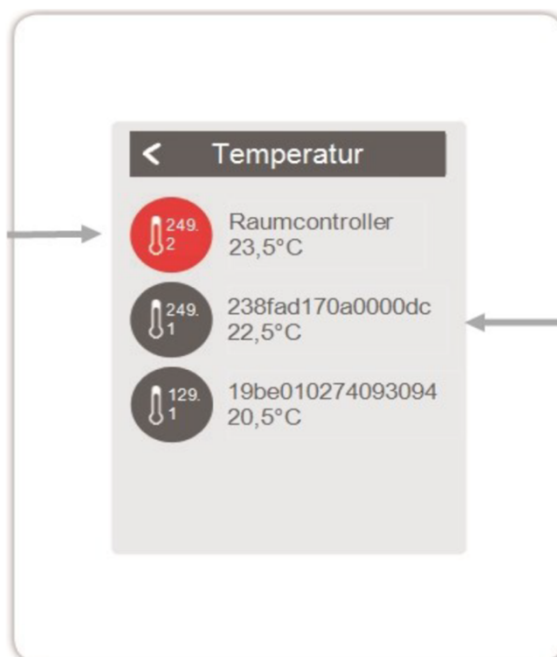 < Temperatur
249.
2
Raumcontroller
23,5°C
249.
1
238fad170a0000dc
22,5°C
129.
1
19be010274093094
20,5°C